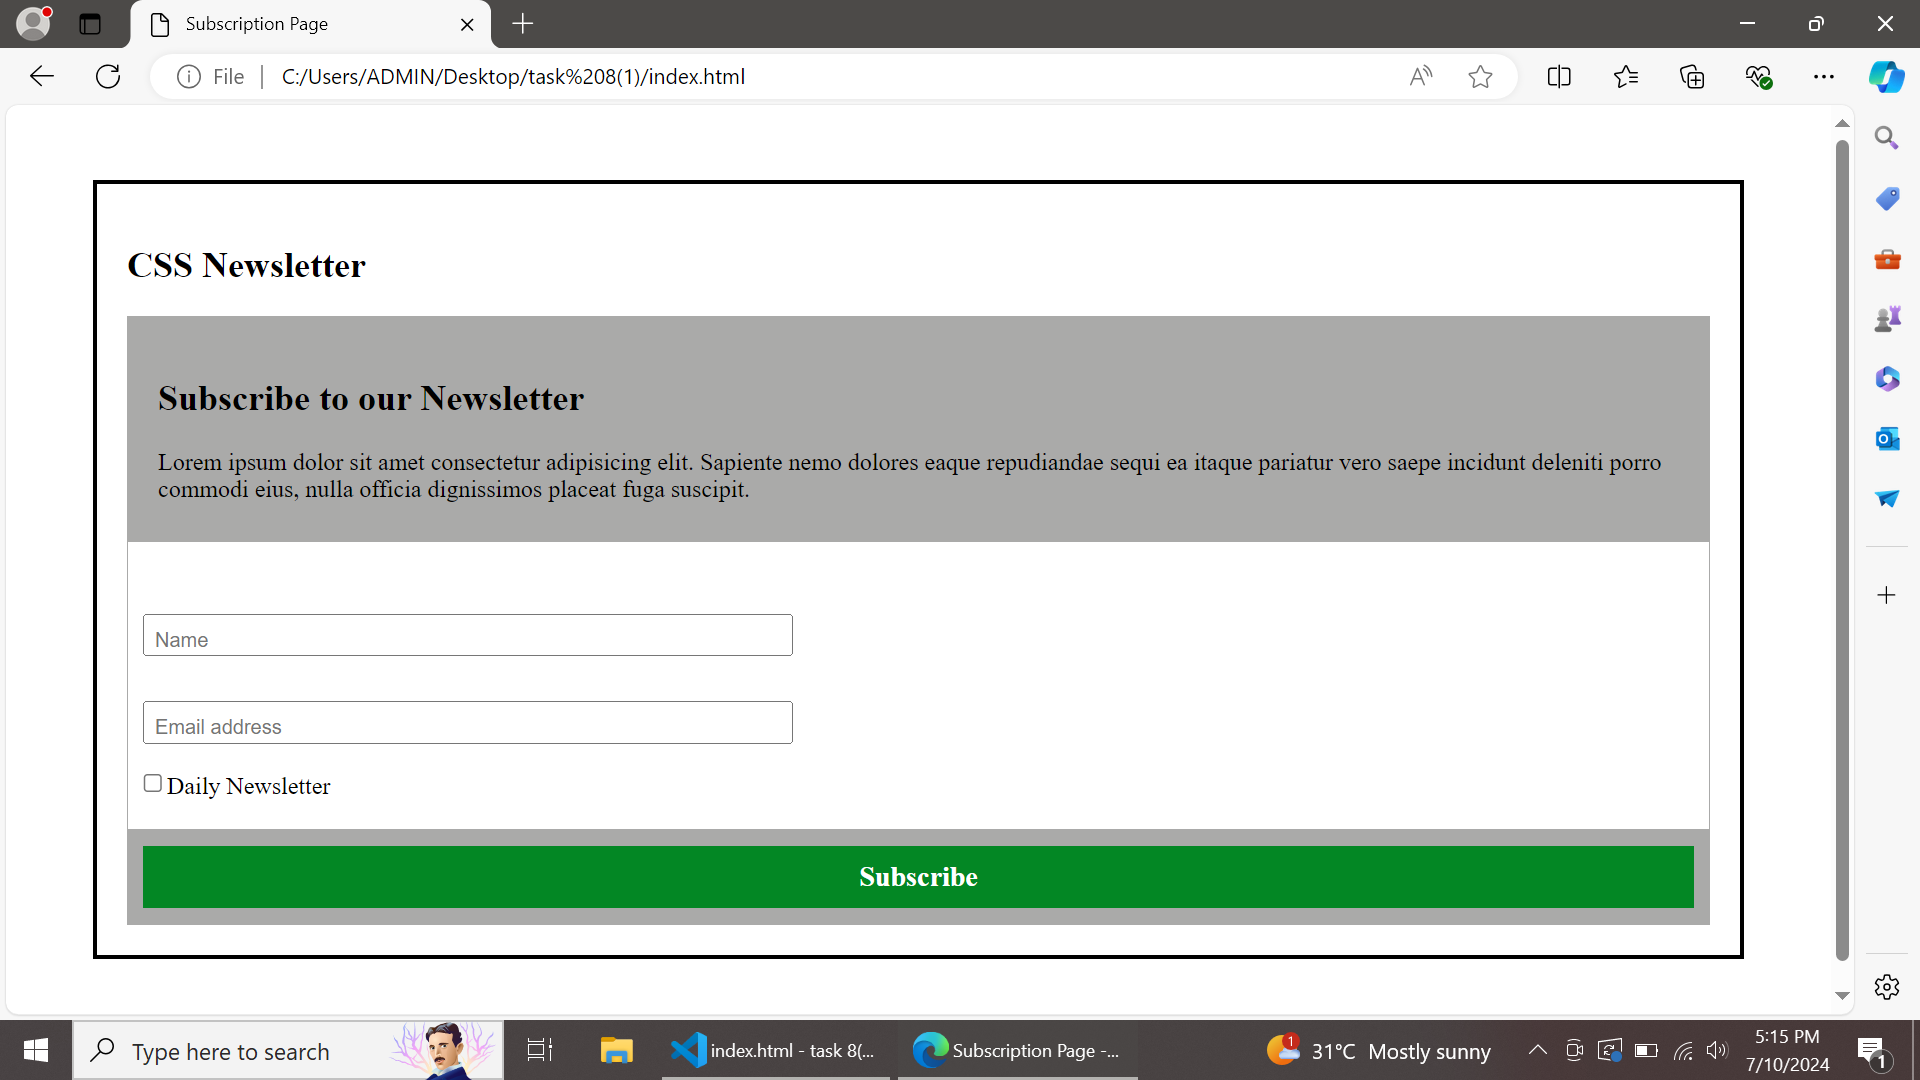 Subscription Page
File
C:/Users/ADMIN/Desktop/task%208(1)/index.html
CSS Newsletter
Subscribe to our Newsletter
Lorem ipsum dolor sit amet consectetur adipisicing elit. Sapiente nemo dolores eaque repudiandae sequi ea itaque pariatur vero saepe incidunt deleniti porro
commodi eius, nulla officia dignissimos placeat fuga suscipit.
Name
Email address
Daily Newsletter
Subscribe
Type here to search
index.html - task 8(...
Subscription Page -...
1
31°C Mostly sunny
5:15 PM
7/10/2024
1